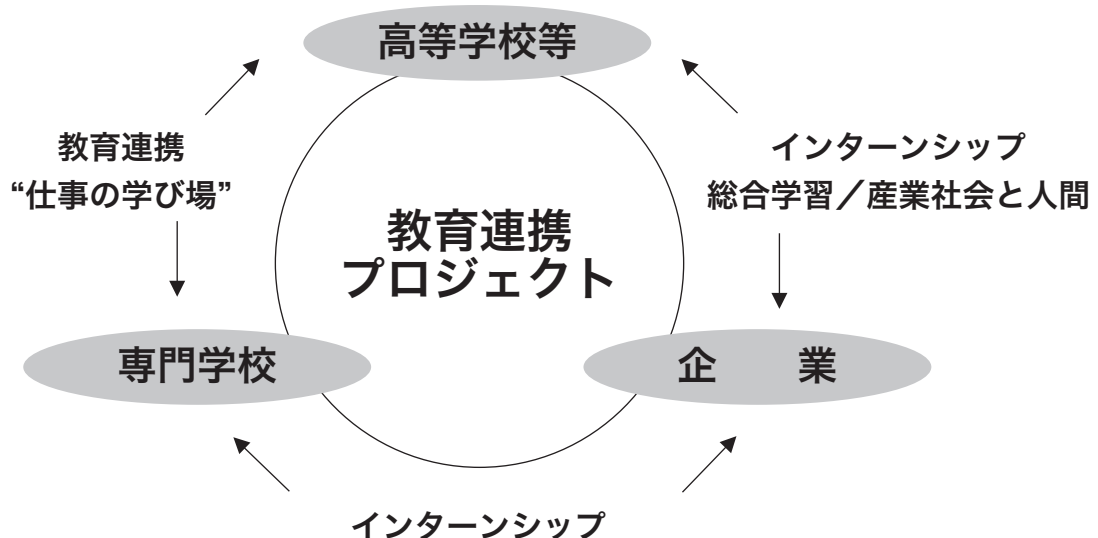 高等学校等
教育連携
“仕事の学び場”
インターンシップ
総合学習／産業社会と人間
教育連携
プロジェクト
専門学校
企　業
インターンシップ